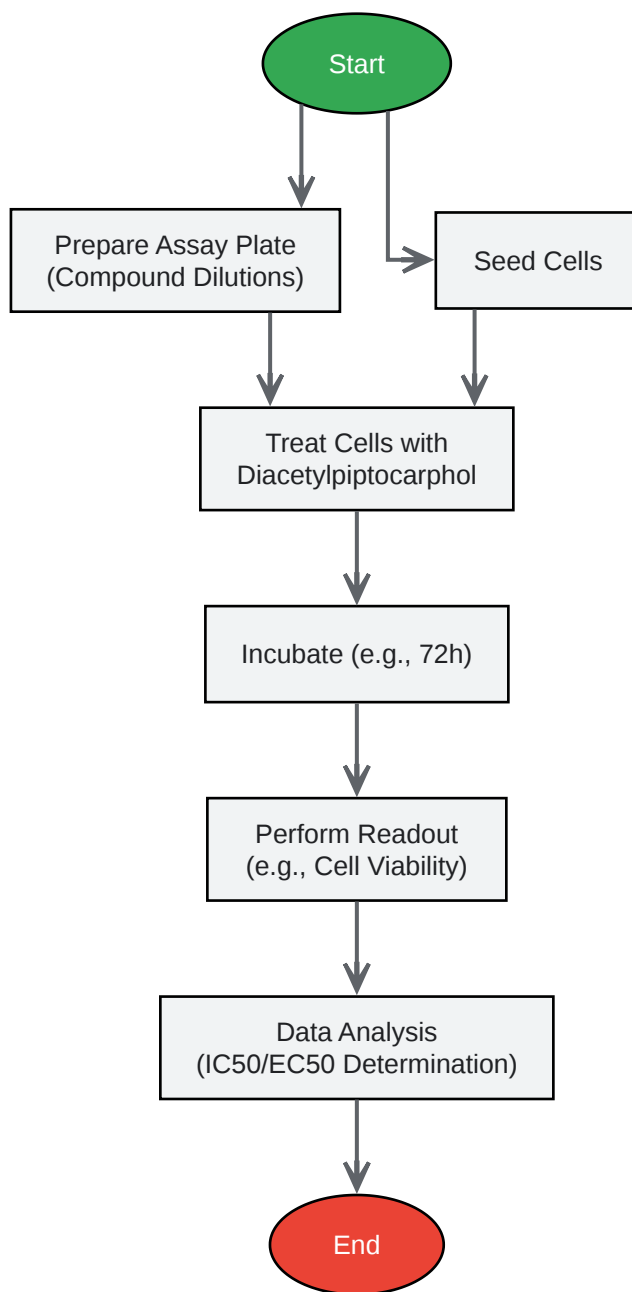 Start
Prepare Assay Plate
(Compound Dilutions)
Seed Cells
Treat Cells with
Diacetylpiptocarphol
Incubate (e.g., 72h)
Perform Readout
(e.g., Cell Viability)
Data Analysis
(IC50/EC50 Determination)
End